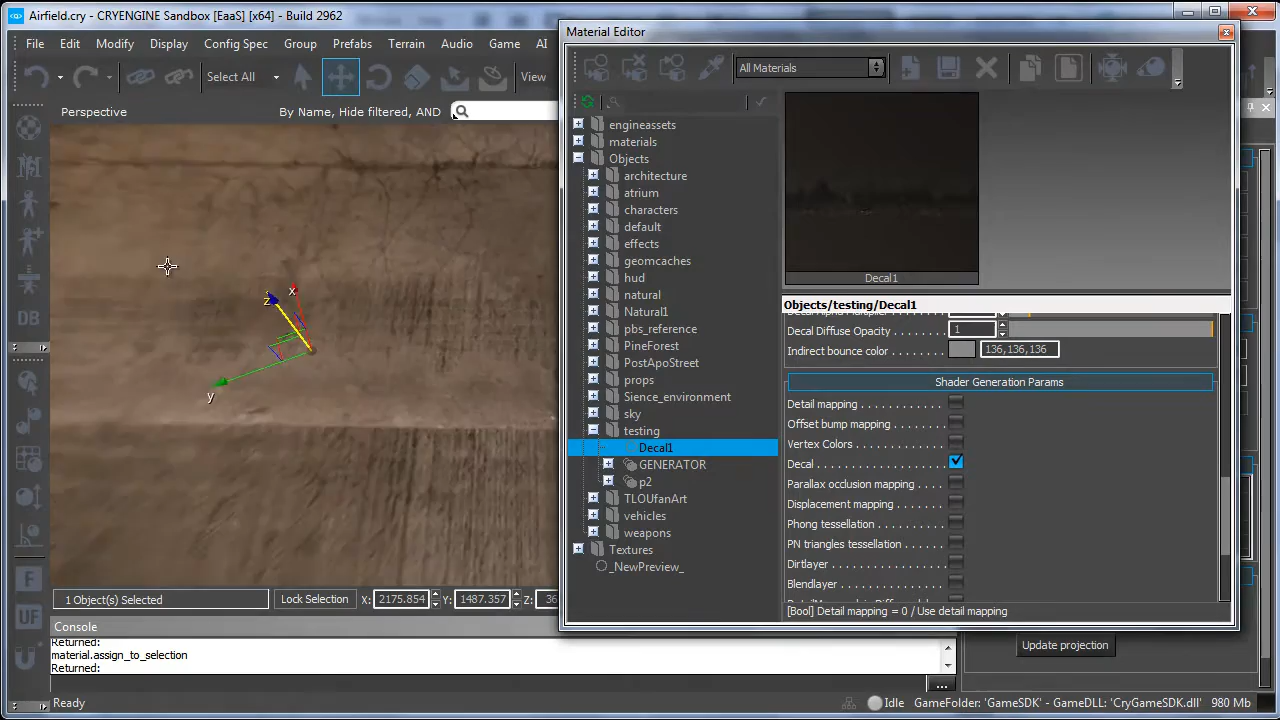 Airfield.cry - CRYENGINE Sandbox [EaaS] [x64] - Build 2962
File Edit Modify Display Config Spec Group Prefabs Terrain Audio Game AI
Select All
View
Perspective
By Name, Hide filtered, AND
z
x
y
DB
F
UF
1 Object(s) Selected
Lock Selection
X: 2175.854
Y: 1487.357
Z: 36
Console
Returned:
material.assign_to_selection
Returned:
...
Ready
Material Editor
All Materials
engineassets
materials
Objects
architecture
atrium
characters
default
effects
geomcaches
hud
natural
Natural1
pbs_reference
PineForest
PostApoStreet
props
Sience_environment
sky
testing
Decal1
GENERATOR
p2
TLOUfanArt
vehicles
weapons
Textures
_NewPreview_
Decal1
Objects/testing/Decal1
Decal Alpha Multiplier
Decal Diffuse Opacity . . . . . . . 1
Indirect bounce color . . . . . . . . 136,136,136
Shader Generation Params
Detail mapping . . . . . . . . . . . .
Offset bump mapping . . . . . . . .
Vertex Colors . . . . . . . . . . . . .
Decal . . . . . . . . . . . . . . . . . . .
Parallax occlusion mapping . . . .
Displacement mapping . . . . . . .
Phong tessellation . . . . . . . . . .
PN triangles tessellation . . . . . .
Dirtlayer . . . . . . . . . . . . . . . . .
Blendlayer . . . . . . . . . . . . . . .
[Bool] Detail mapping = 0 / Use detail mapping
Update projection
Idle GameFolder: 'GameSDK' - GameDLL: 'CryGameSDK.dll' 980 Mb